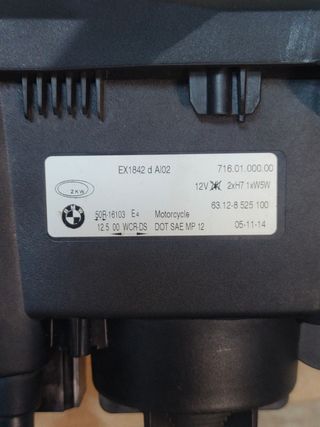 EX1842 d AI02 716.01.000.00
ZKW 12V 2xH7 1xW5W
50R-16103 E4 Motorcycle 63.12-8 525 100
12.5 00 WCR-DS DOT SAE MP 12 05-11-14